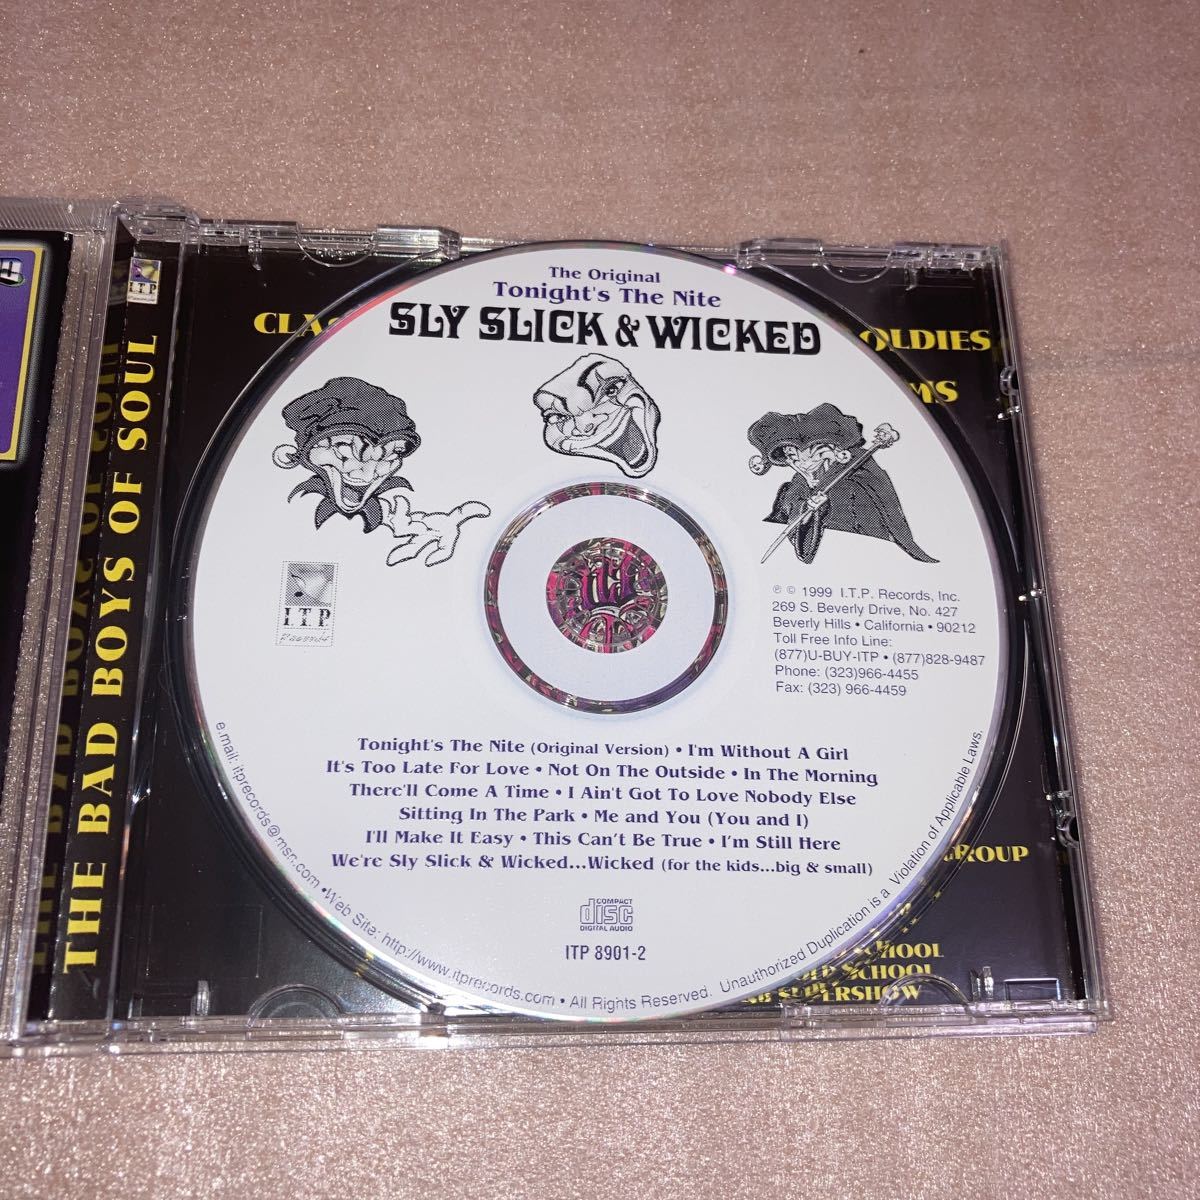 The Original
Tonight's The Nite
SLY SLICK & WICKED
I.T.P.
Records
℗ © 1999 I.T.P. Records, Inc.
269 S. Beverly Drive, No. 427
Beverly Hills • California • 90212
Toll Free Info Line:
(877)U-BUY-ITP • (877)828-9487
Phone: (323)966-4455
Fax: (323) 966-4459
Tonight's The Nite (Original Version) • I'm Without A Girl
It's Too Late For Love • Not On The Outside • In The Morning
There'll Come A Time • I Ain't Got To Love Nobody Else
Sitting In The Park • Me and You (You and I)
I'll Make It Easy • This Can't Be True • I'm Still Here
We're Sly Slick & Wicked...Wicked (for the kids...big & small)
COMPACT
disc
DIGITAL AUDIO
ITP 8901-2
e.mail: itprecords@msn.com • Web Site: http://www.itprecords.com • All Rights Reserved. Unauthorized Duplication is a Violation of Applicable Laws.
THE BAD BOYS OF SOUL
I.T.P.
Records
OLDIES
GROUP
SCHOOL
OLD SCHOOL